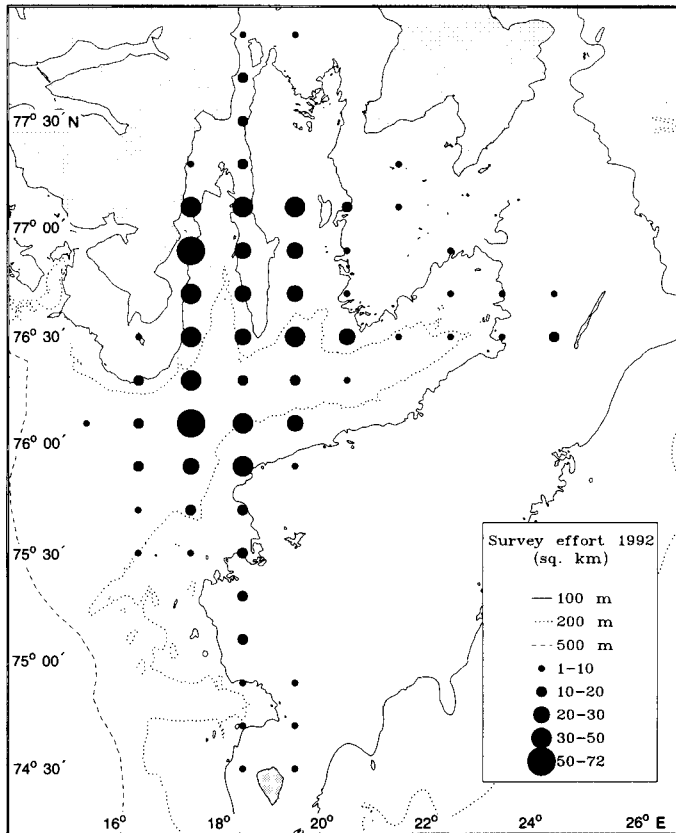 77° 30′ N
77° 00′
76° 30′
76° 00′
75° 30′
75° 00′
74° 30′
Survey effort 1992
(sq. km)
100 m
200 m
500 m
1-10
10-20
20-30
30-50
50-72
16° 18° 20° 22° 24° 26° E